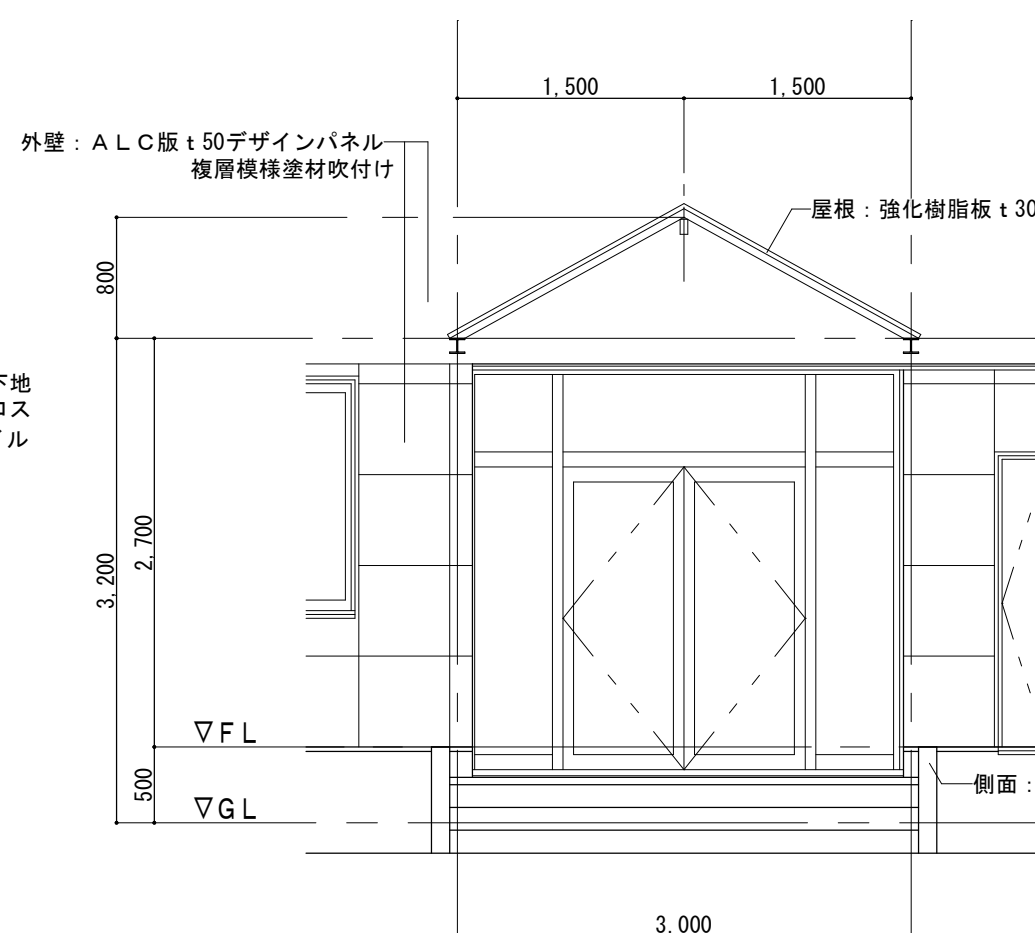 1,500
1,500
外壁：ＡＬＣ版ｔ50デザインパネル
複層模様塗材吹付け
屋根：強化樹脂板ｔ30
800
下地
ロス
イル
2,700
3,200
▽ＦＬ
500
▽ＧＬ
側面：
3,000